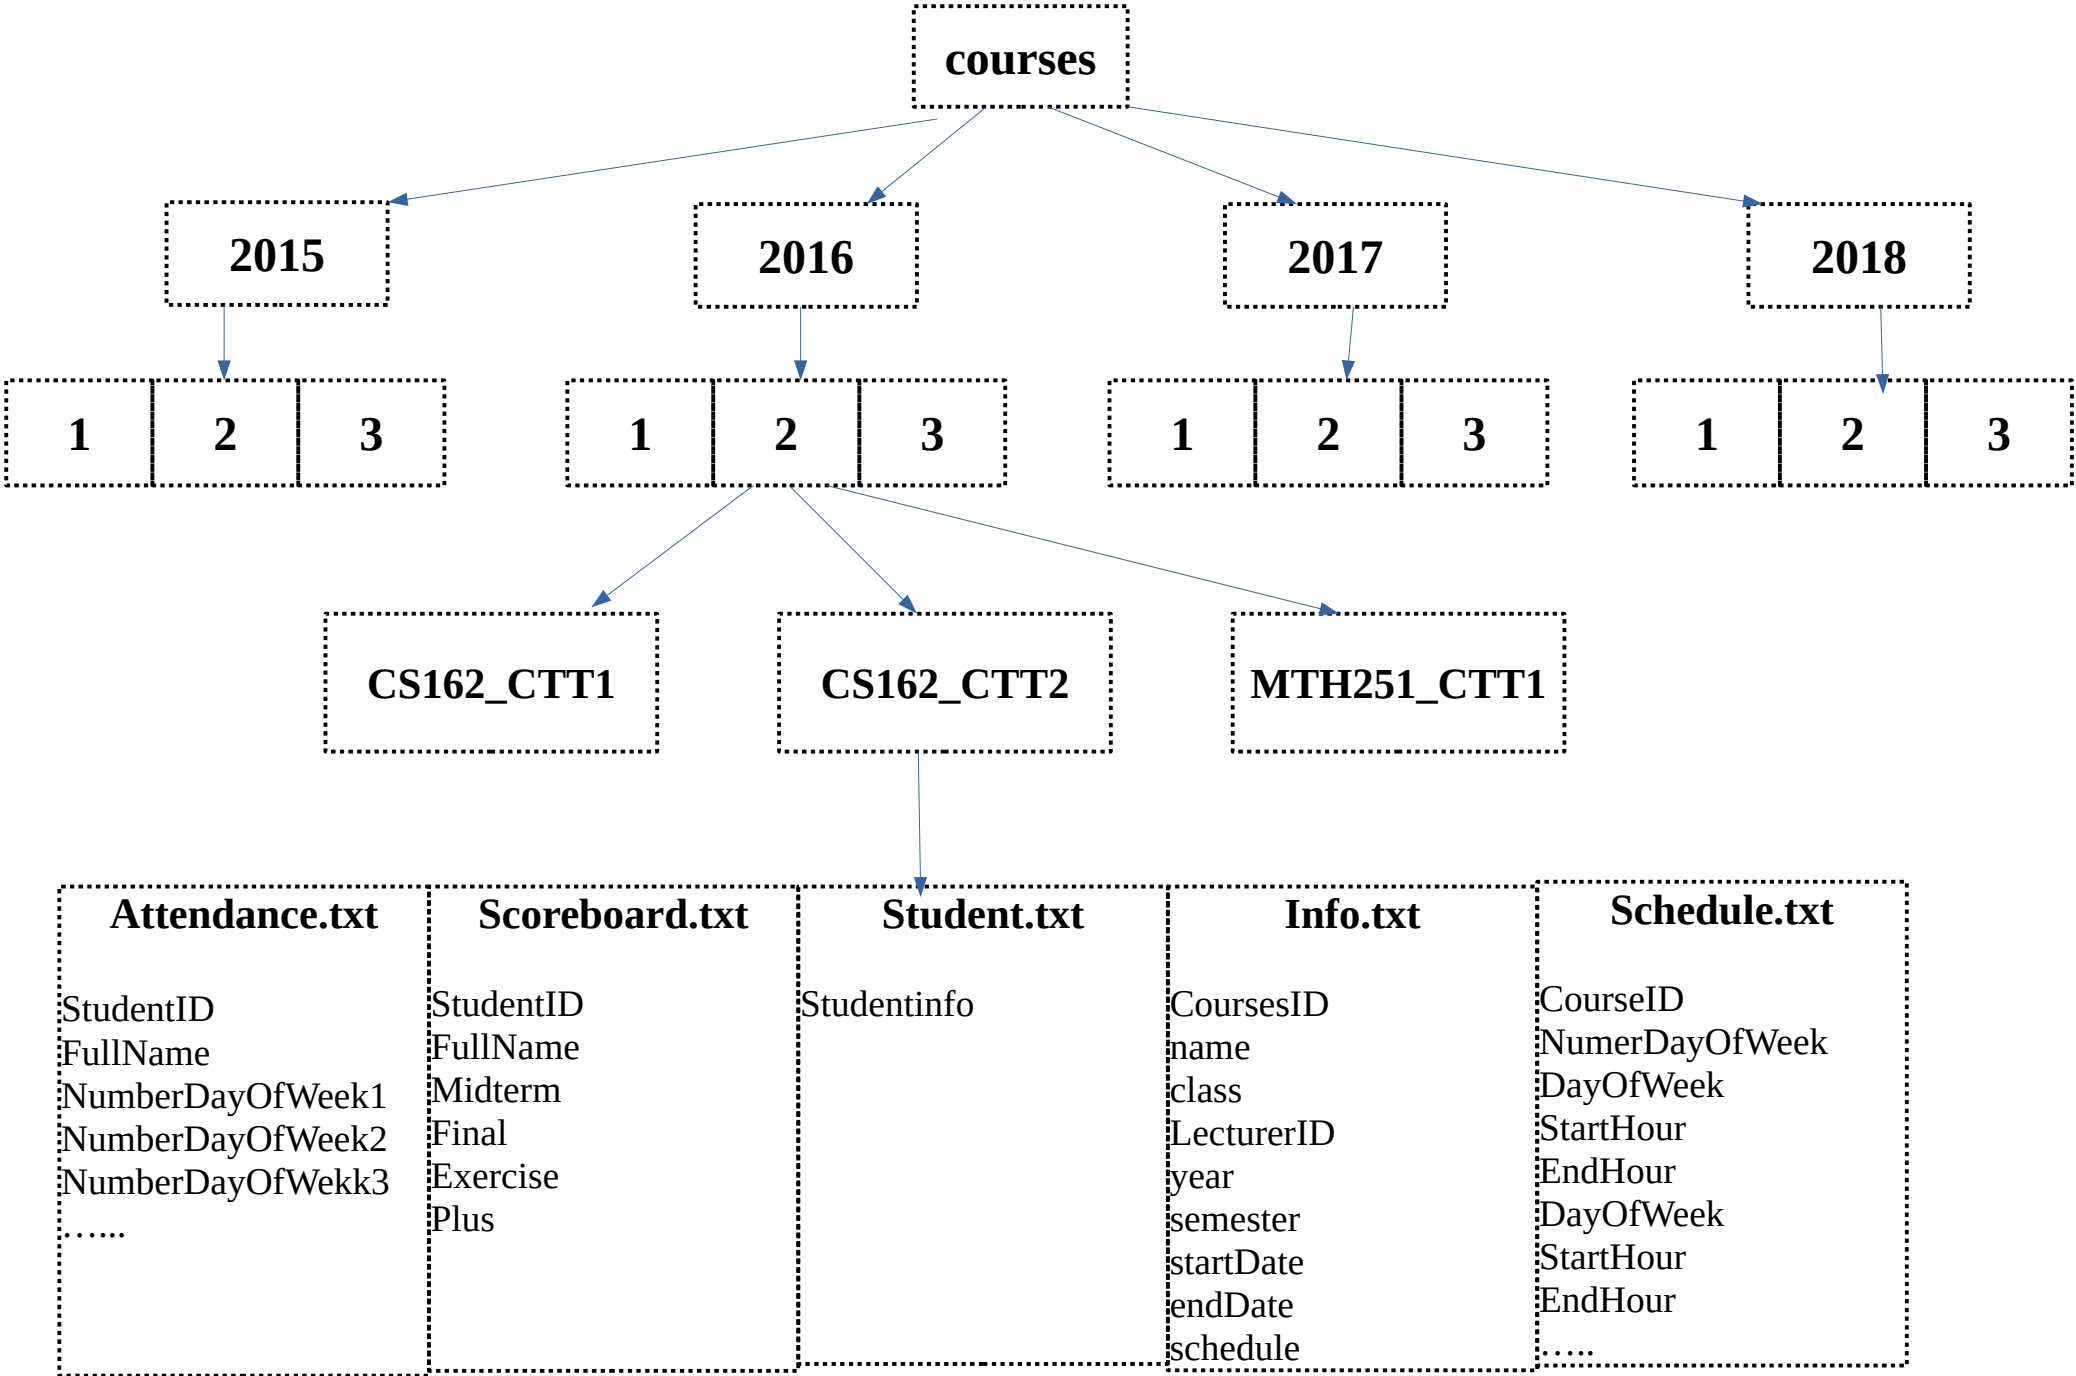 courses
2015
2016
2017
2018
1 2 3
1 2 3
1 2 3
1 2 3
CS162_CTT1
CS162_CTT2
MTH251_CTT1
Attendance.txt
StudentID
FullName
NumberDayOfWeek1
NumberDayOfWeek2
NumberDayOfWekk3
…...
Scoreboard.txt
StudentID
FullName
Midterm
Final
Exercise
Plus
Student.txt
Studentinfo
Info.txt
CoursesID
name
class
LecturerID
year
semester
startDate
endDate
schedule
Schedule.txt
CourseID
NumerDayOfWeek
DayOfWeek
StartHour
EndHour
DayOfWeek
StartHour
EndHour
…..